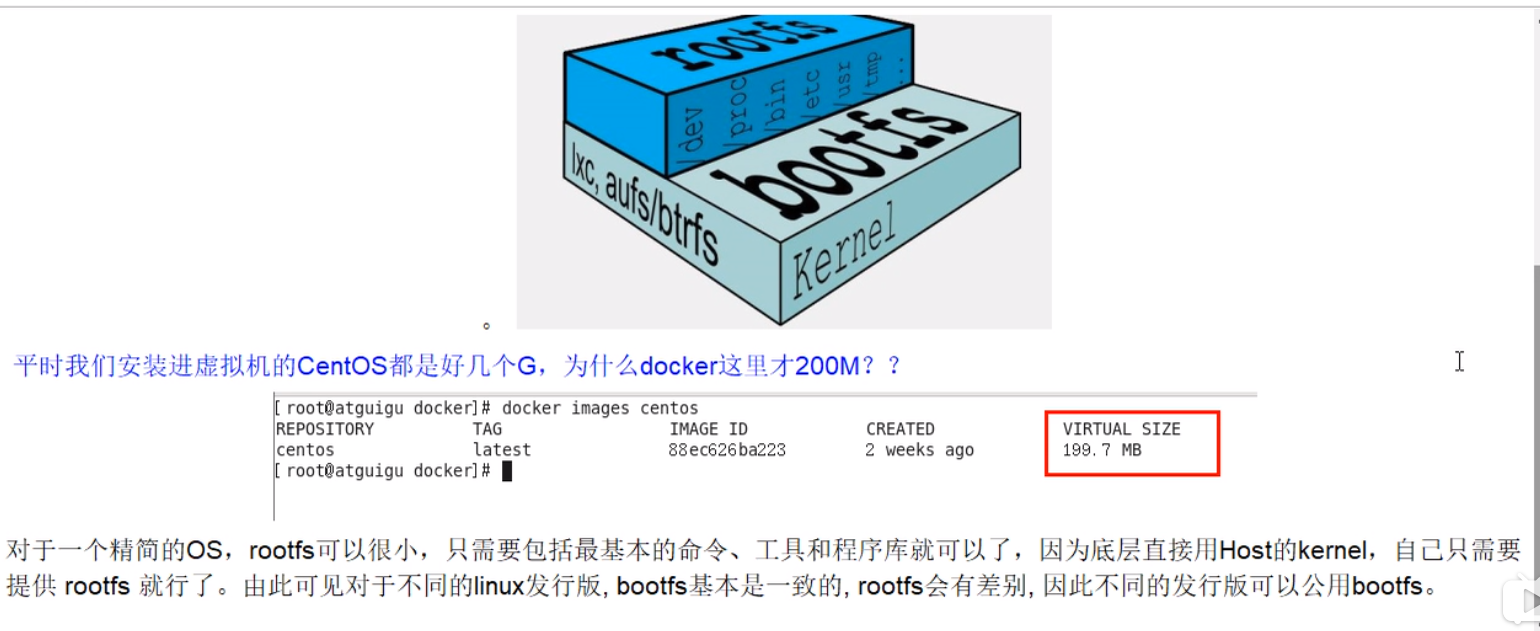 rootfs
/dev
/proc
/bin
/etc
/usr
/tmp
...
bootfs
lxc, aufs/btrfs
Kernel
。
平时我们安装进虚拟机的CentOS都是好几个G，为什么docker这里才200M？？
[root@atguigu docker]# docker images centos
REPOSITORY TAG IMAGE ID CREATED VIRTUAL SIZE
centos latest 88ec626ba223 2 weeks ago 199.7 MB
[root@atguigu docker]#
对于一个精简的OS，rootfs可以很小，只需要包括最基本的命令、工具和程序库就可以了，因为底层直接用Host的kernel，自己只需要
提供 rootfs 就行了。由此可见对于不同的linux发行版, bootfs基本是一致的, rootfs会有差别, 因此不同的发行版可以公用bootfs。